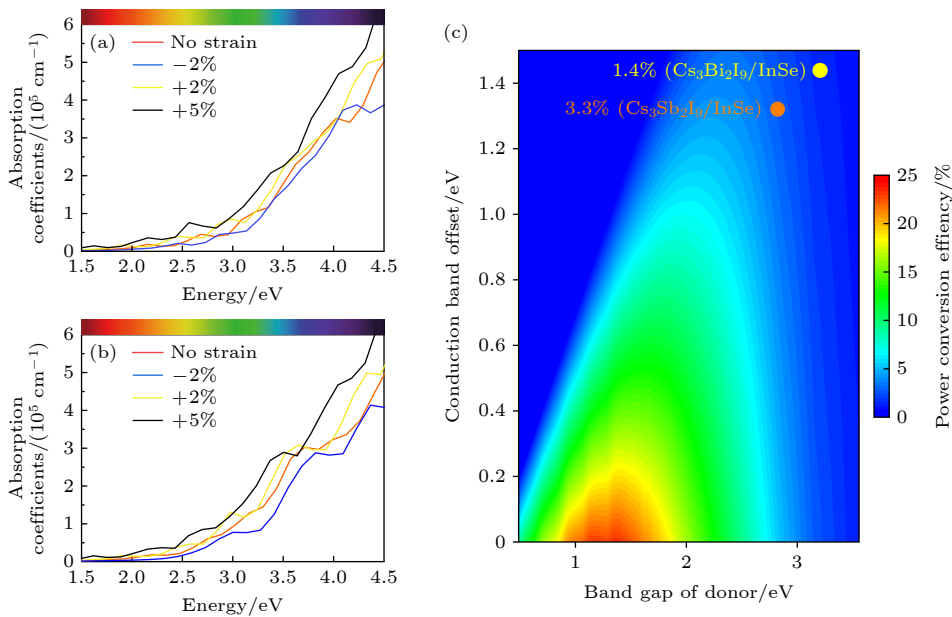 (a)
No strain
−2%
+2%
+5%
Absorption
coefficients/(10⁵ cm⁻¹)
6
5
4
3
2
1
0
1.5 2.0 2.5 3.0 3.5 4.0 4.5
Energy/eV
(b)
No strain
−2%
+2%
+5%
Absorption
coefficients/(10⁵ cm⁻¹)
6
5
4
3
2
1
0
1.5 2.0 2.5 3.0 3.5 4.0 4.5
Energy/eV
(c)
1.4% (Cs₃Bi₂I₉/InSe)
3.3% (Cs₃Sb₂I₉/InSe)
Conduction band offset/eV
1.4
1.2
1.0
0.8
0.6
0.4
0.2
0
1 2 3
Band gap of donor/eV
25
20
15
10
5
0
Power conversion effiency/%